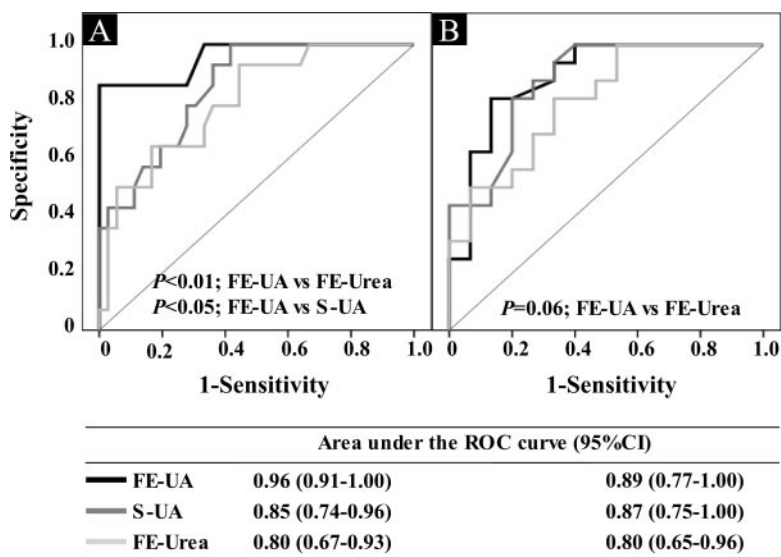 A
B
Specificity
1.0
0.8
0.6
0.4
0.2
0
P<0.01; FE-UA vs FE-Urea
P<0.05; FE-UA vs S-UA
P=0.06; FE-UA vs FE-Urea
0 0.2 0.4 0.6 0.8 1.0
0 0.2 0.4 0.6 0.8 1.0
1-Sensitivity
1-Sensitivity
Area under the ROC curve (95%CI)
FE-UA 0.96 (0.91-1.00) 0.89 (0.77-1.00)
S-UA 0.85 (0.74-0.96) 0.87 (0.75-1.00)
FE-Urea 0.80 (0.67-0.93) 0.80 (0.65-0.96)